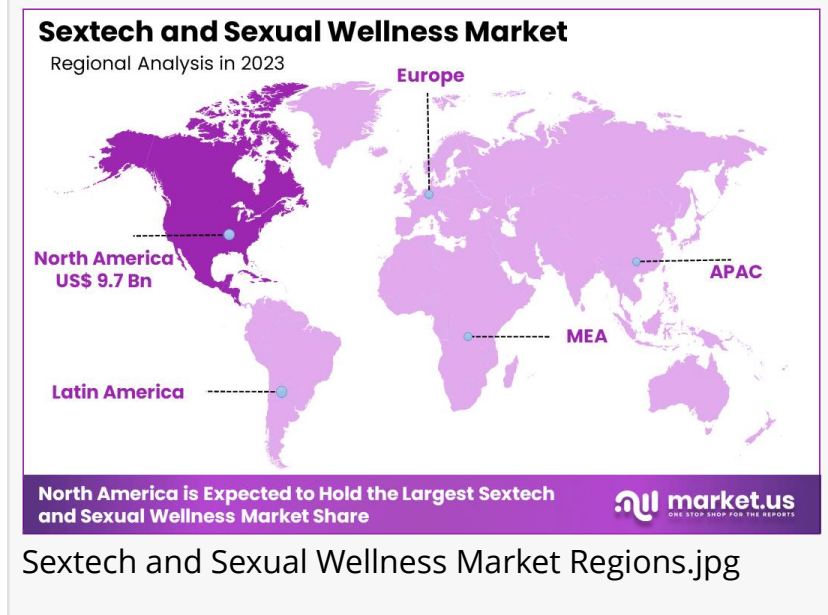 Sextech and Sexual Wellness Market
Regional Analysis in 2023
Europe
North America
US$ 9.7 Bn
APAC
MEA
Latin America
North America is Expected to Hold the Largest Sextech
and Sexual Wellness Market Share
market.us
ONE STOP SHOP FOR THE REPORTS
Sextech and Sexual Wellness Market Regions.jpg